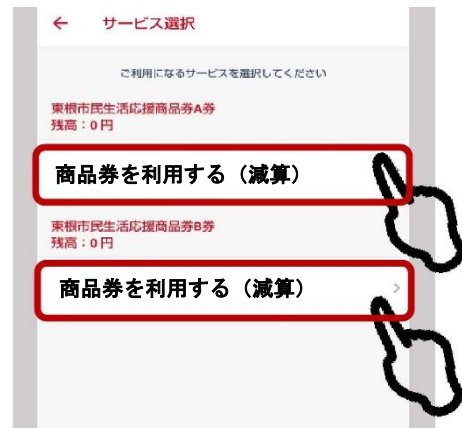 ← サービス選択
ご利用になるサービスを選択してください
東根市民生活応援商品券A券
残高：0円
商品券を利用する（減算）
東根市民生活応援商品券B券
残高：0円
商品券を利用する（減算）